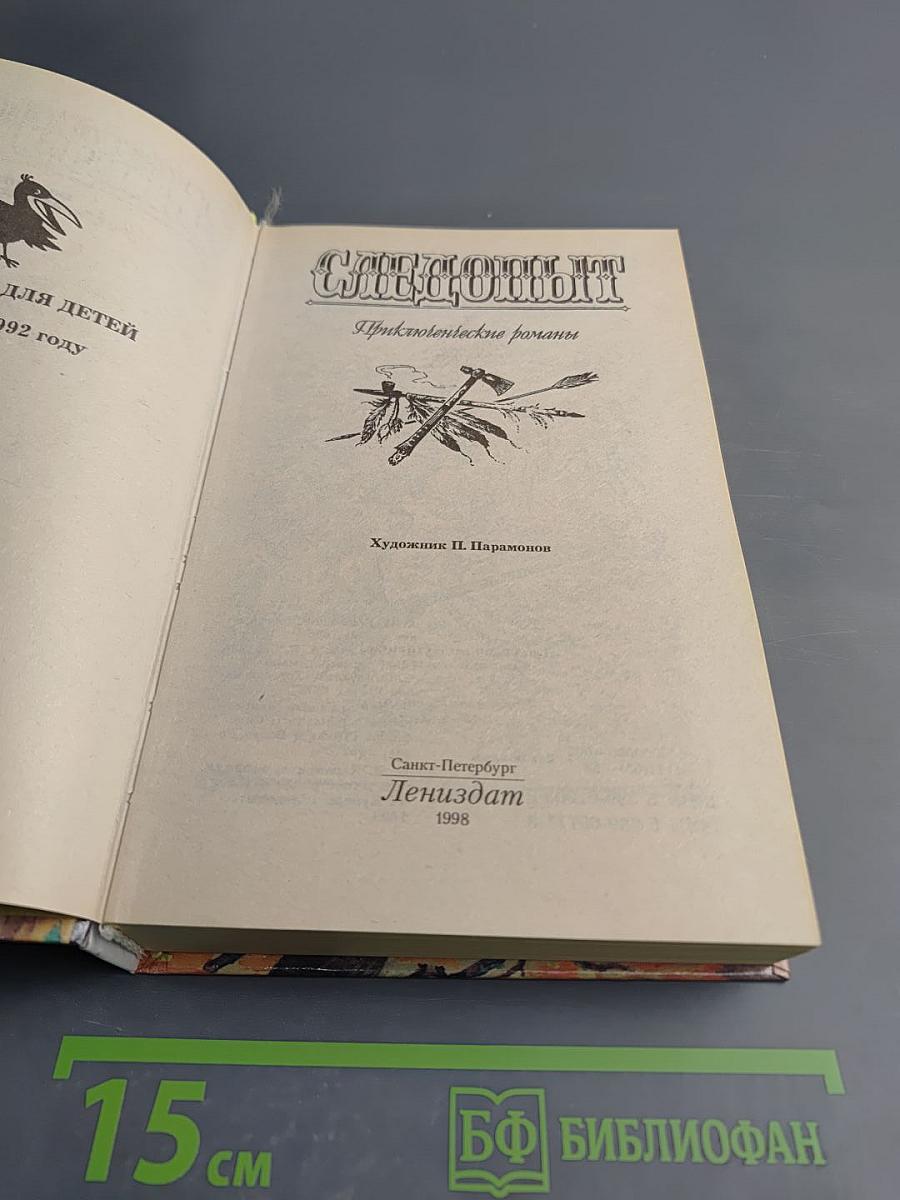 ДЛЯ ДЕТЕЙ
992 году
СЛЕДОПЫТ
Приключенческие романы
Художник П. Парамонов
Санкт-Петербург
Лениздат
1998
15 см
БФ БИБЛИОФАН